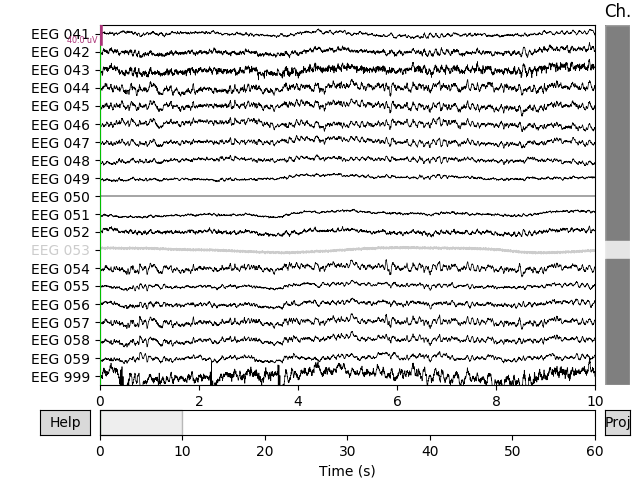 Ch.
EEG 041
40.0 uV
EEG 042
EEG 043
EEG 044
EEG 045
EEG 046
EEG 047
EEG 048
EEG 049
EEG 050
EEG 051
EEG 052
EEG 053
EEG 054
EEG 055
EEG 056
EEG 057
EEG 058
EEG 059
EEG 999
0 2 4 6 8 10
Help Proj
0 10 20 30 40 50 60
Time (s)